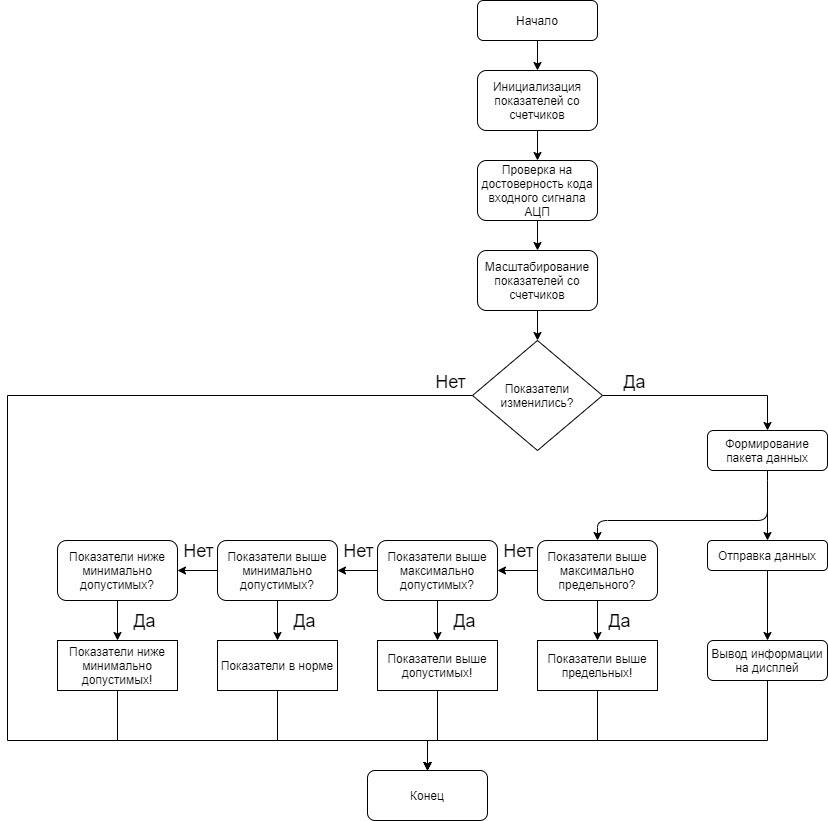 Начало
Инициализация
показателей со
счетчиков
Проверка на
достоверность кода
входного сигнала
АЦП
Масштабирование
показателей со
счетчиков
Нет
Показатели
изменились?
Да
Формирование
пакета данных
Показатели ниже
минимально
допустимых?
Нет
Показатели выше
минимально
допустимых?
Нет
Показатели выше
максимально
допустимых?
Нет
Показатели выше
максимально
предельного?
Отправка данных
Да
Да
Да
Да
Показатели ниже
минимально
допустимых!
Показатели в норме
Показатели выше
допустимых!
Показатели выше
предельных!
Вывод информации
на дисплей
Конец